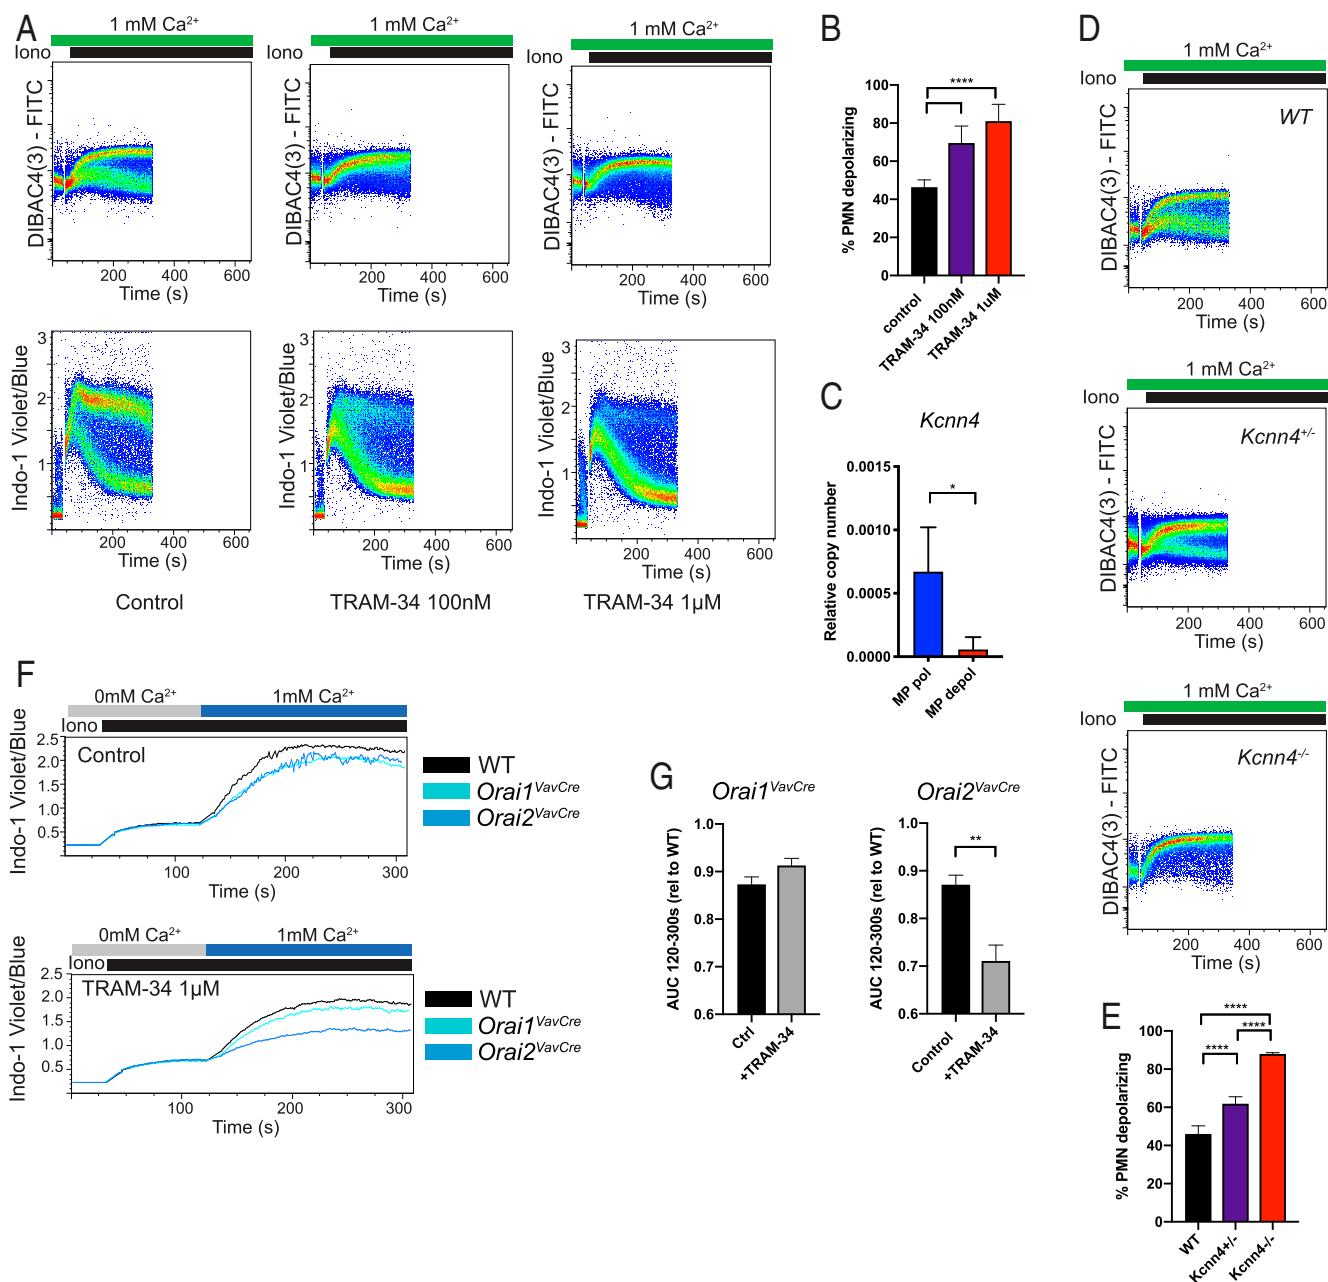 A
1 mM Ca²⁺
Iono
DIBAC4(3) - FITC
200 400 600
Time (s)
1 mM Ca²⁺
DIBAC4(3) - FITC
200 400 600
Time (s)
1 mM Ca²⁺
DIBAC4(3) - FITC
200 400 600
Time (s)
3
2
1
Indo-1 Violet/Blue
200 400 600
Time (s)
Control
3
2
1
Indo-1 Violet/Blue
200 400 600
Time (s)
TRAM-34 100nM
3
2
1
Indo-1 Violet/Blue
200 400 600
Time (s)
TRAM-34 1µM
B
****
100
80
60
40
20
0
% PMN depolarizing
control
TRAM-34 100nM
TRAM-34 1uM
C
Kcnn4
*
0.0015
0.0010
0.0005
0.0000
Relative copy number
MP pol
MP depol
D
1 mM Ca²⁺
Iono
WT
DIBAC4(3) - FITC
200 400 600
Time (s)
1 mM Ca²⁺
Iono
Kcnn4+/-
DIBAC4(3) - FITC
200 400 600
Time (s)
1 mM Ca²⁺
Iono
Kcnn4-/-
DIBAC4(3) - FITC
200 400 600
Time (s)
E
****
****
****
100
80
60
40
20
0
% PMN depolarizing
WT
Kcnn4+/-
Kcnn4-/-
F
0mM Ca²⁺ 1mM Ca²⁺
Iono
Control
2.5
2.0
1.5
1.0
0.5
Indo-1 Violet/Blue
100 200 300
Time (s)
WT
Orai1VavCre
Orai2VavCre
0mM Ca²⁺ 1mM Ca²⁺
Iono
TRAM-34 1µM
2.5
2.0
1.5
1.0
0.5
Indo-1 Violet/Blue
100 200 300
Time (s)
WT
Orai1VavCre
Orai2VavCre
G
Orai1VavCre
1.0
0.9
0.8
0.7
0.6
AUC 120-300s (rel to WT)
Ctrl
+TRAM-34
Orai2VavCre
**
1.0
0.9
0.8
0.7
0.6
AUC 120-300s (rel to WT)
Control
+TRAM-34